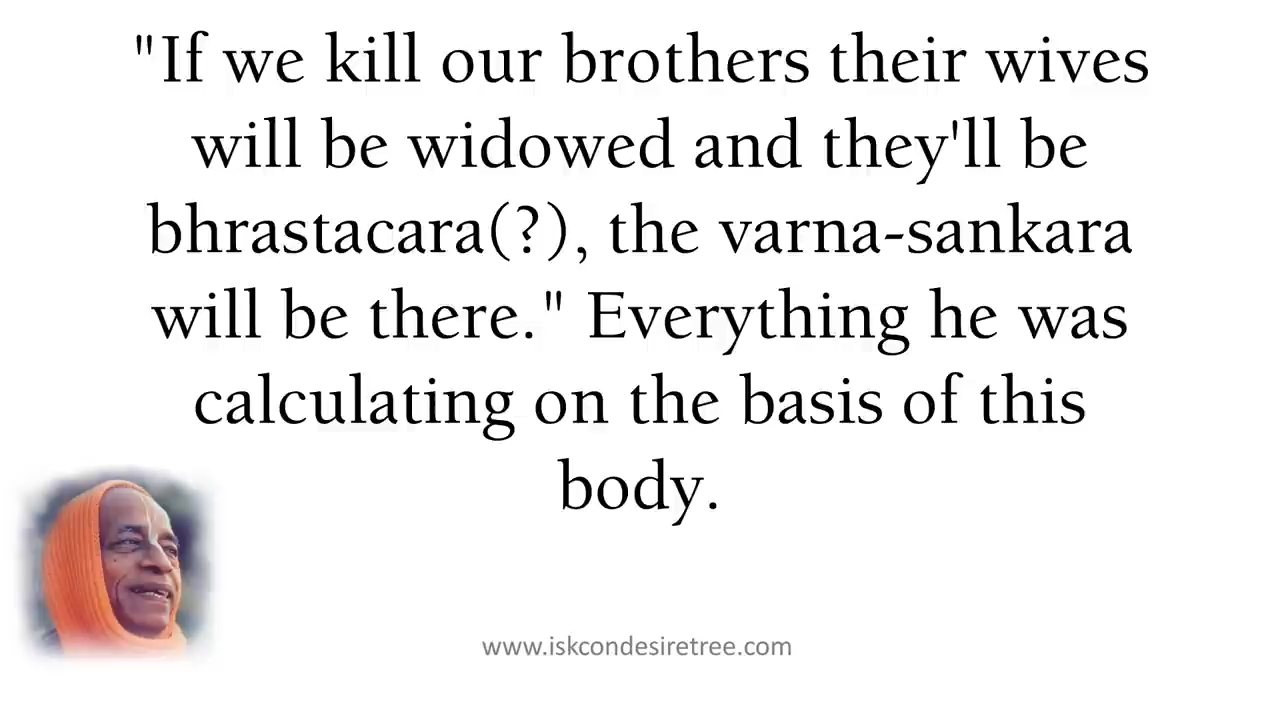 "If we kill our brothers their wives
will be widowed and they'll be
bhrastacara(?), the varna-sankara
will be there." Everything he was
calculating on the basis of this
body.
www.iskcondesiretree.com